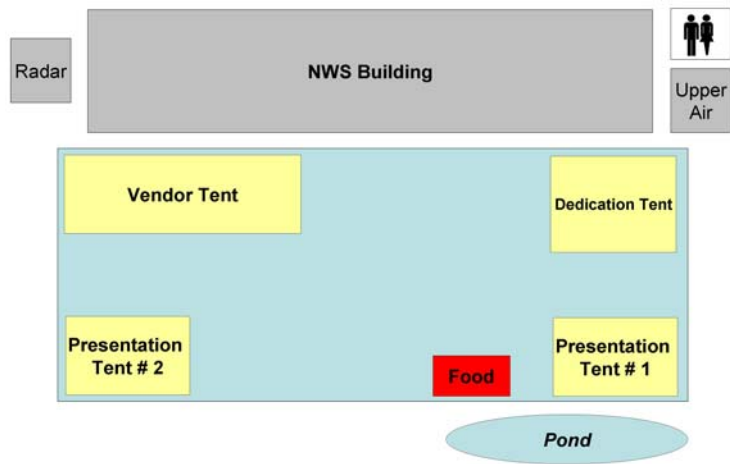 Radar
NWS Building
Upper
Air
Vendor Tent
Dedication Tent
Presentation
Tent # 2
Food
Presentation
Tent # 1
Pond